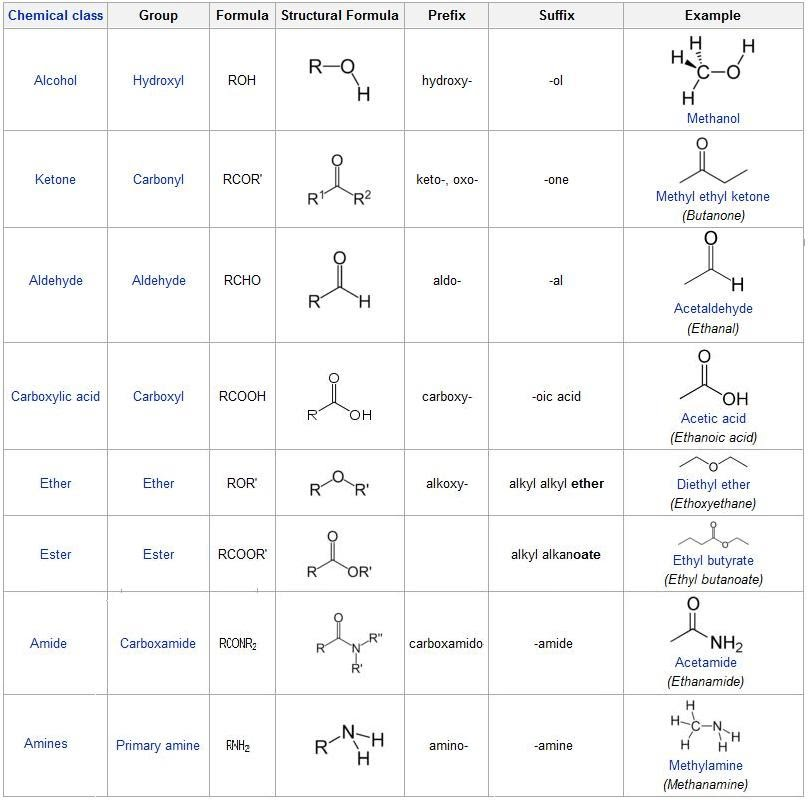 Chemical class Group Formula Structural Formula Prefix Suffix Example
Alcohol Hydroxyl ROH R O H hydroxy- -ol H H H C O H
Methanol
Ketone Carbonyl RCOR' O R¹ R² keto-, oxo- -one O
Methyl ethyl ketone
(Butanone)
Aldehyde Aldehyde RCHO O R H aldo- -al O H
Acetaldehyde
(Ethanal)
Carboxylic acid Carboxyl RCOOH O R OH carboxy- -oic acid O OH
Acetic acid
(Ethanoic acid)
Ether Ether ROR' R O R' alkoxy- alkyl alkyl ether O
Diethyl ether
(Ethoxyethane)
Ester Ester RCOOR' O R OR' alkyl alkanoate O O
Ethyl butyrate
(Ethyl butanoate)
Amide Carboxamide RCONR₂ O R N R" R' carboxamido -amide O NH₂
Acetamide
(Ethanamide)
Amines Primary amine RNH₂ R N H H amino- -amine H H C N H H H
Methylamine
(Methanamine)